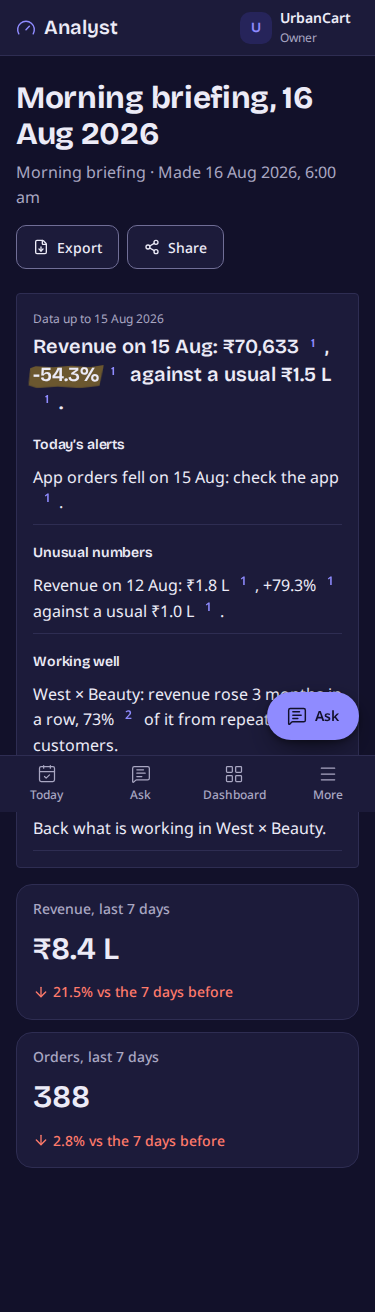 Analyst
U
UrbanCart
Owner
Morning briefing, 16
Aug 2026
Morning briefing · Made 16 Aug 2026, 6:00
am
Export
Share
Data up to 15 Aug 2026
Revenue on 15 Aug: ₹70,633 1 ,
-54.3% 1 against a usual ₹1.5 L
1 .
Today's alerts
App orders fell on 15 Aug: check the app
1 .
Unusual numbers
Revenue on 12 Aug: ₹1.8 L 1 , +79.3% 1
against a usual ₹1.0 L 1 .
Working well
West × Beauty: revenue rose 3 months in
a row, 73% 2 of it from repeat
customers.
Ask
Today
Ask
Dashboard
More
Back what is working in West × Beauty.
Revenue, last 7 days
₹8.4 L
↓ 21.5% vs the 7 days before
Orders, last 7 days
388
↓ 2.8% vs the 7 days before